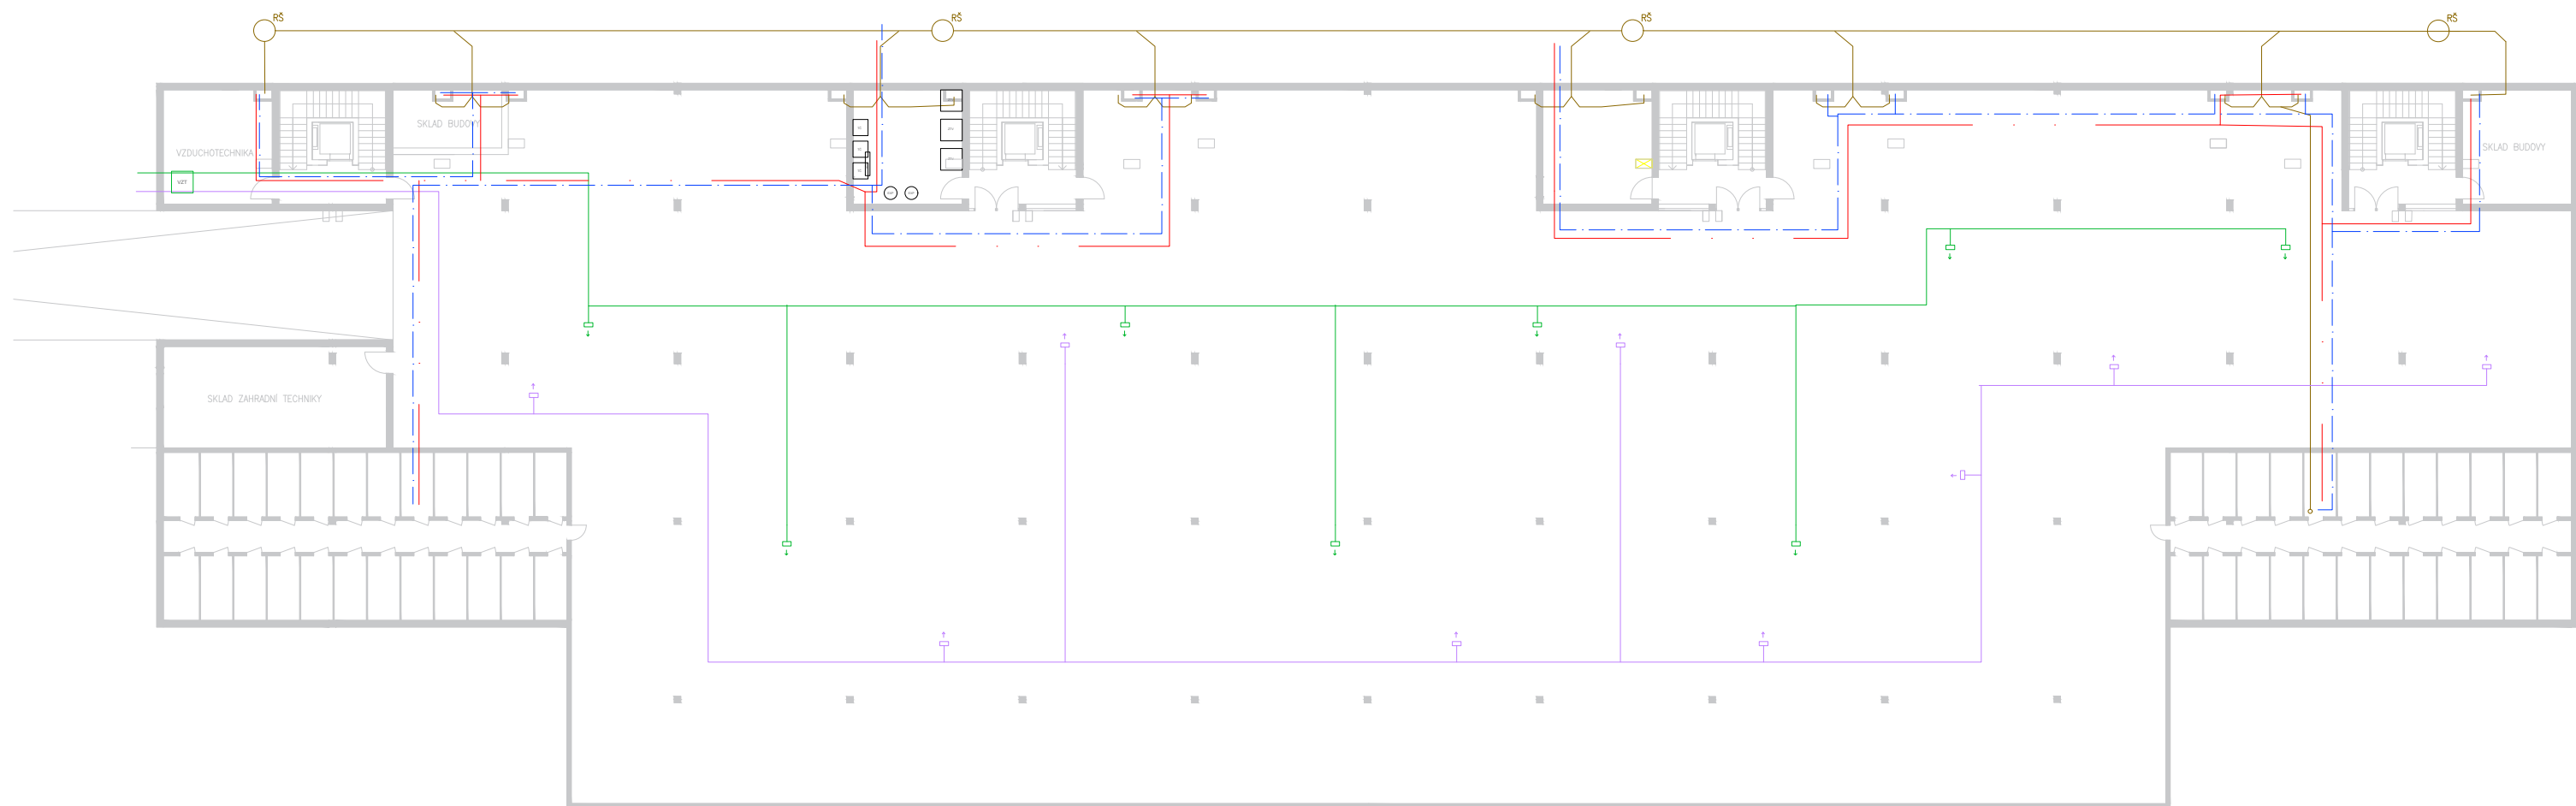 RŠ
RŠ
RŠ
RŠ
SKLAD BUDOVY
VZDUCHOTECHNIKA
SKLAD BUDOVY
VZT
SKLAD ZAHRADNÍ TECHNIKY